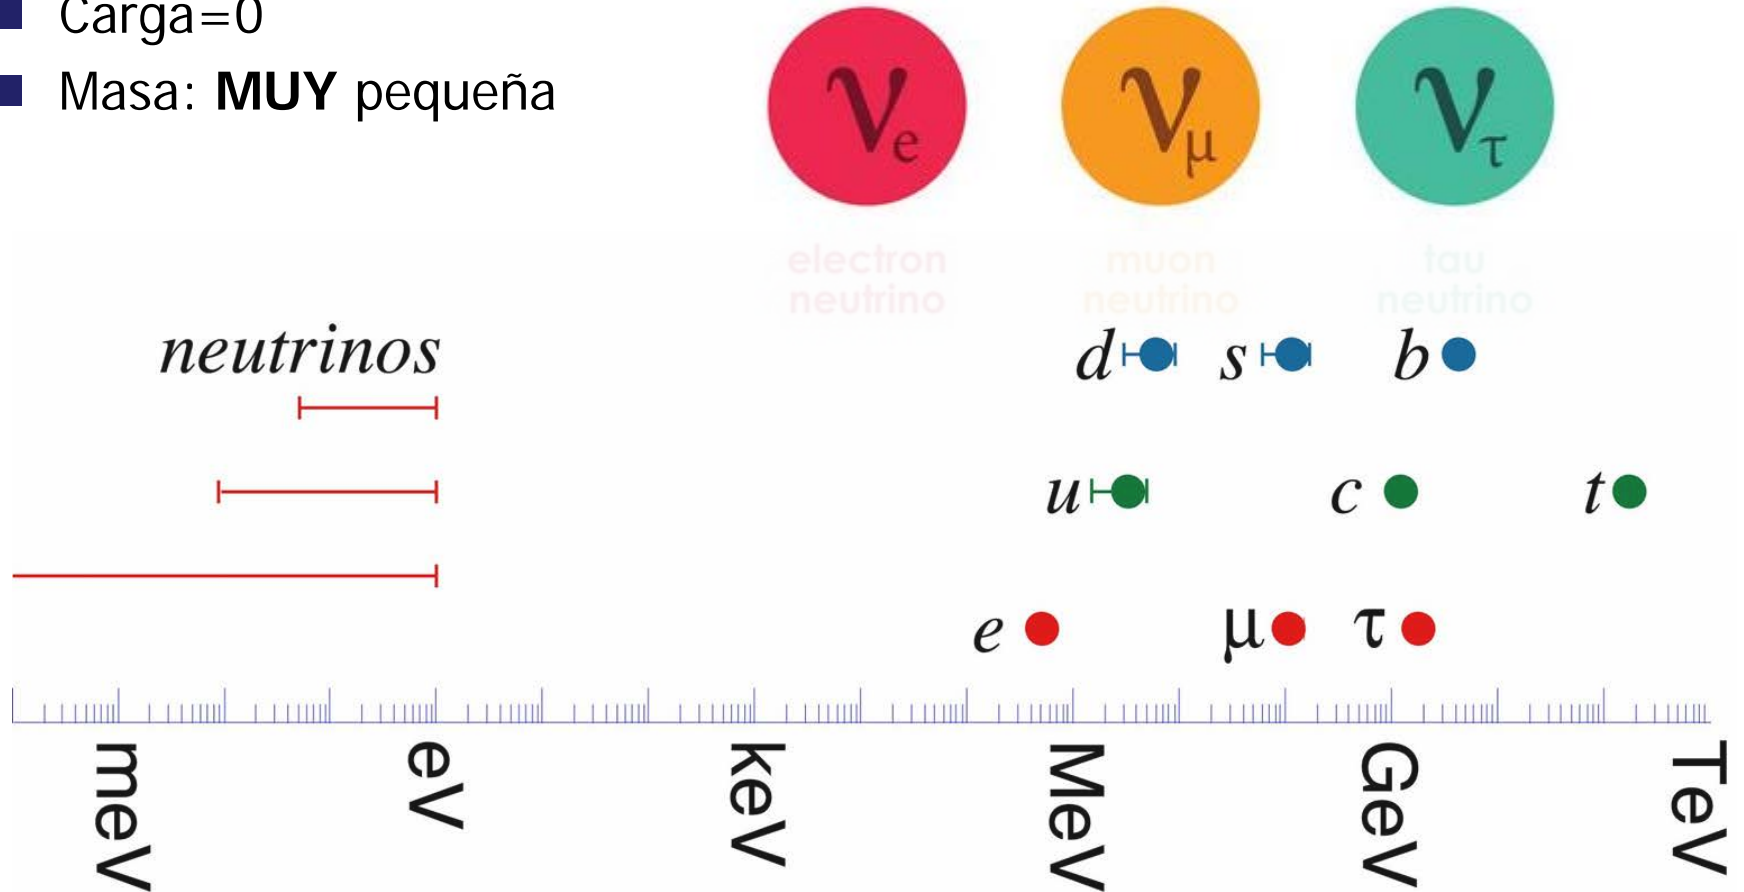 Carga=0
Masa: MUY pequeña
νe νμ ντ
electron neutrino
muon neutrino
tau neutrino
neutrinos
d s b
u c t
e μ τ
meV eV keV MeV GeV TeV